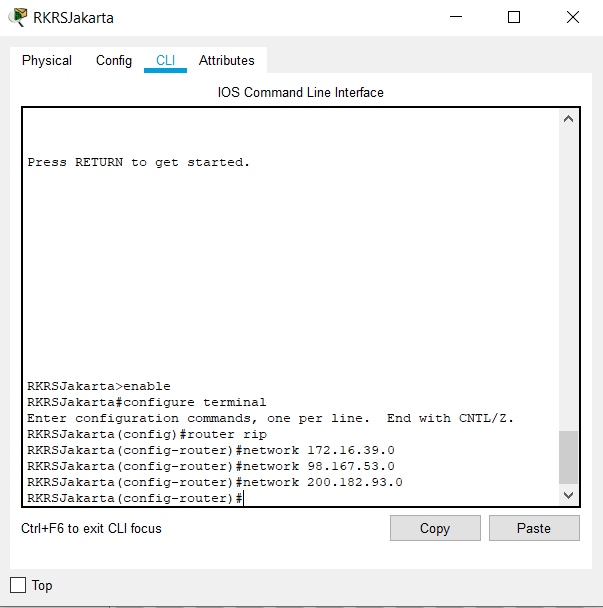 RKRSJakarta
Physical Config CLI Attributes
IOS Command Line Interface
Press RETURN to get started.
RKRSJakarta>enable
RKRSJakarta#configure terminal
Enter configuration commands, one per line.  End with CNTL/Z.
RKRSJakarta(config)#router rip
RKRSJakarta(config-router)#network 172.16.39.0
RKRSJakarta(config-router)#network 98.167.53.0
RKRSJakarta(config-router)#network 200.182.93.0
RKRSJakarta(config-router)#
Ctrl+F6 to exit CLI focus
Copy Paste
Top